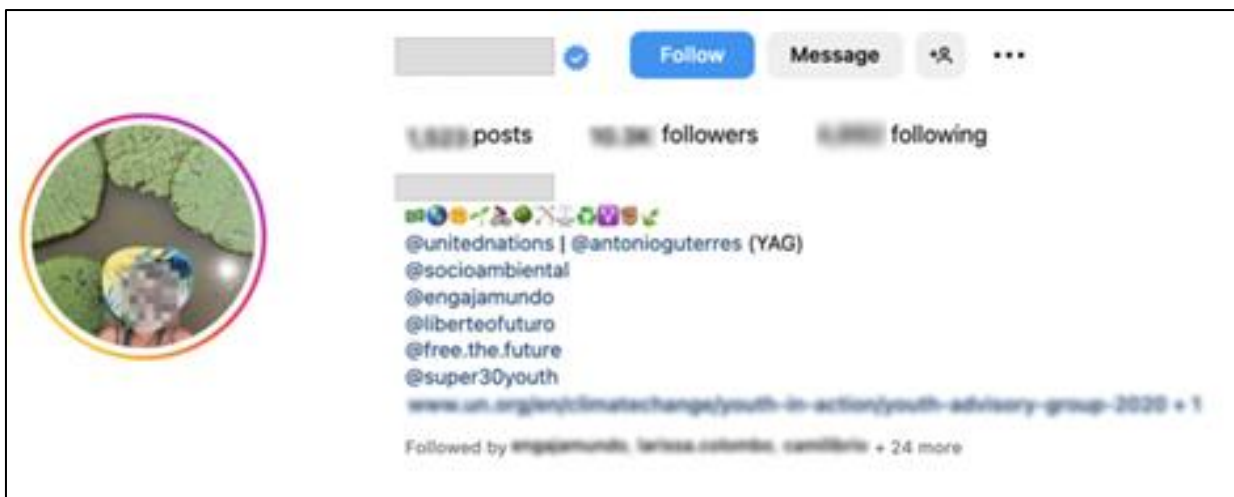 Follow Message
posts followers following
@unitednations | @antonioguterres (YAG)
@socioambiental
@engajamundo
@liberteofuturo
@free.the.future
@super30youth
Followed by + 24 more